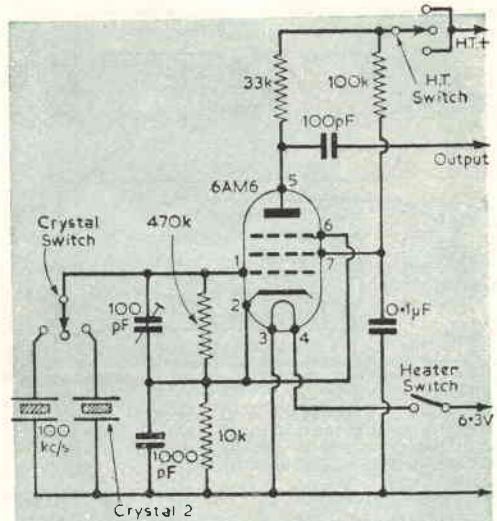 H.T.+
33k
100k
H.T.
Switch
100pF
Output
5
6AM6
Crystal
Switch
470k
6
7
1
100
pF
2
0·1µF
3
4
Heater
Switch
6·3V
100
kc/s
1000
pF
10k
Crystal 2